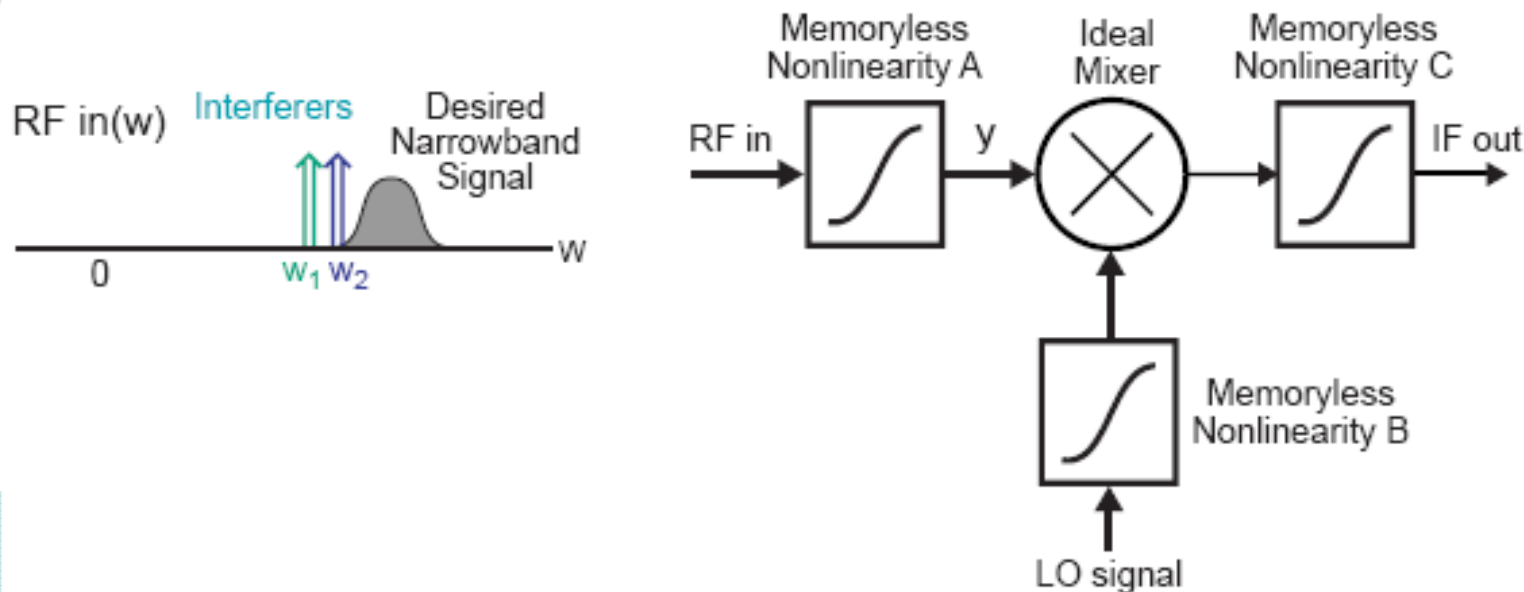 RF in(w)
Interferers
Desired
Narrowband
Signal
0
w1 w2
w
Memoryless
Nonlinearity A
Ideal
Mixer
Memoryless
Nonlinearity C
RF in
y
IF out
Memoryless
Nonlinearity B
LO signal